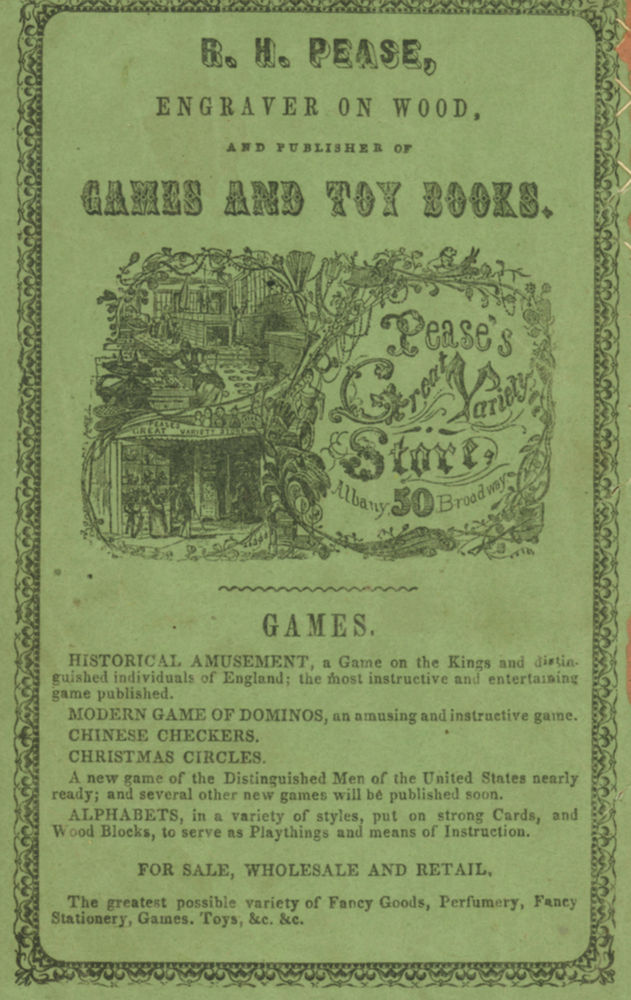 R. H. PEASE,
ENGRAVER ON WOOD,
AND PUBLISHER OF
GAMES AND TOY BOOKS.
PEASE'S
GREAT VARIETY
Pease's
Great Variety
Store,
Albany, 50 Broadway.
GAMES.
HISTORICAL AMUSEMENT, a Game on the Kings and distin-
guished individuals of England; the most instructive and entertaining
game published.
MODERN GAME OF DOMINOS, an amusing and instructive game.
CHINESE CHECKERS.
CHRISTMAS CIRCLES.
A new game of the Distinguished Men of the United States nearly
ready; and several other new games will be published soon.
ALPHABETS, in a variety of styles, put on strong Cards, and
Wood Blocks, to serve as Playthings and means of Instruction.
FOR SALE, WHOLESALE AND RETAIL,
The greatest possible variety of Fancy Goods, Perfumery, Fancy
Stationery, Games. Toys, &c. &c.